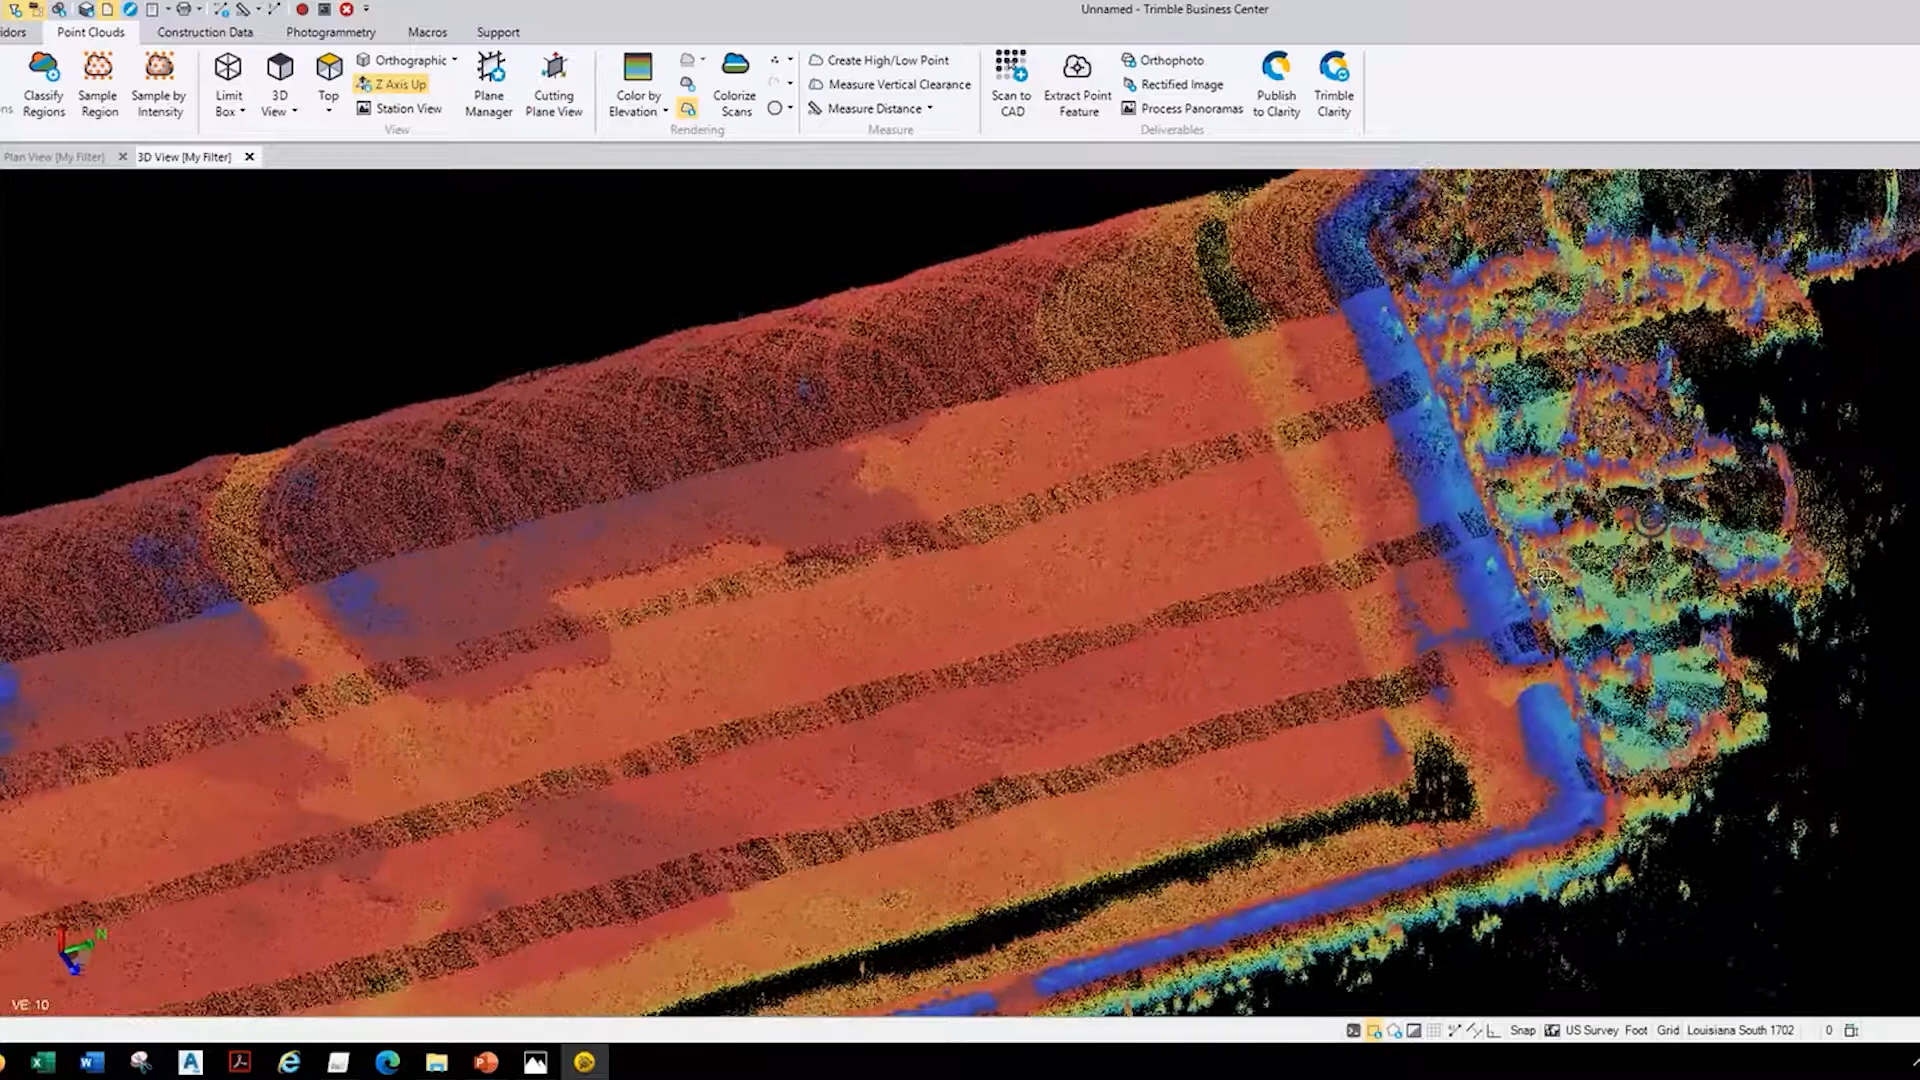 Unnamed - Trimble Business Center
Point Clouds
Construction Data
Photogrammetry
Macros
Support
Classify Regions
Sample Region
Sample by Intensity
Limit Box
3D View
Top
Orthographic
Z Axis Up
Station View
View
Plane Manager
Cutting Plane View
Color by Elevation
Colorize Scans
Rendering
Create High/Low Point
Measure Vertical Clearance
Measure Distance
Measure
Scan to CAD
Extract Point Feature
Orthophoto
Rectified Image
Process Panoramas
Deliverables
Publish to Clarity
Trimble Clarity
Plan View [My Filter]
3D View [My Filter]
N
VE: 10
Snap
US Survey Foot
Grid
Louisiana South 1702
0